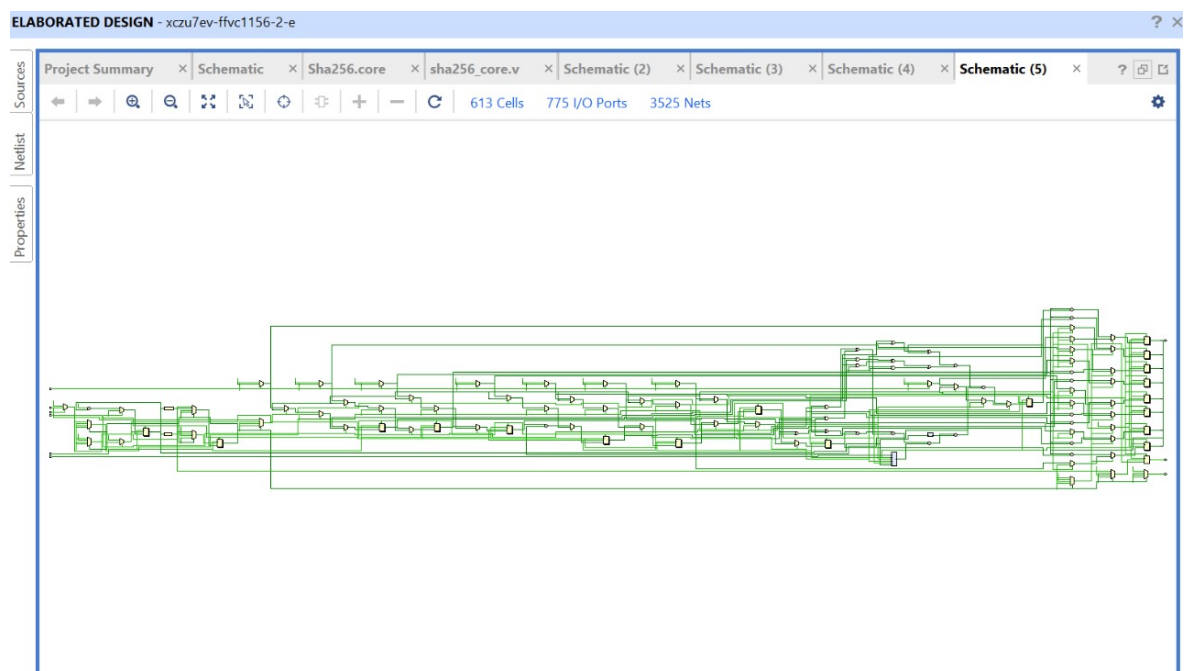 ELABORATED DESIGN - xczu7ev-ffvc1156-2-e ? ×
Sources
Netlist
Properties
Project Summary × Schematic × Sha256.core × sha256_core.v × Schematic (2) × Schematic (3) × Schematic (4) × Schematic (5) × ?
613 Cells 775 I/O Ports 3525 Nets